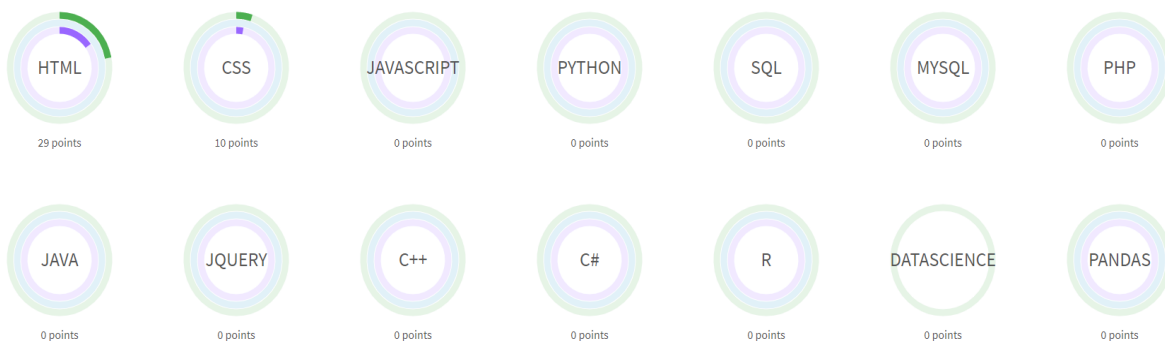 HTML
CSS
JAVASCRIPT
PYTHON
SQL
MYSQL
PHP
29 points
10 points
0 points
0 points
0 points
0 points
0 points
JAVA
JQUERY
C++
C#
R
DATASCIENCE
PANDAS
0 points
0 points
0 points
0 points
0 points
0 points
0 points